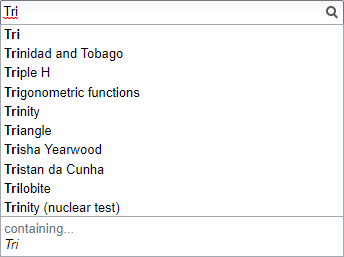 Tri
Tri
Trinidad and Tobago
Triple H
Trigonometric functions
Trinity
Triangle
Trisha Yearwood
Tristan da Cunha
Trilobite
Trinity (nuclear test)
containing...
Tri